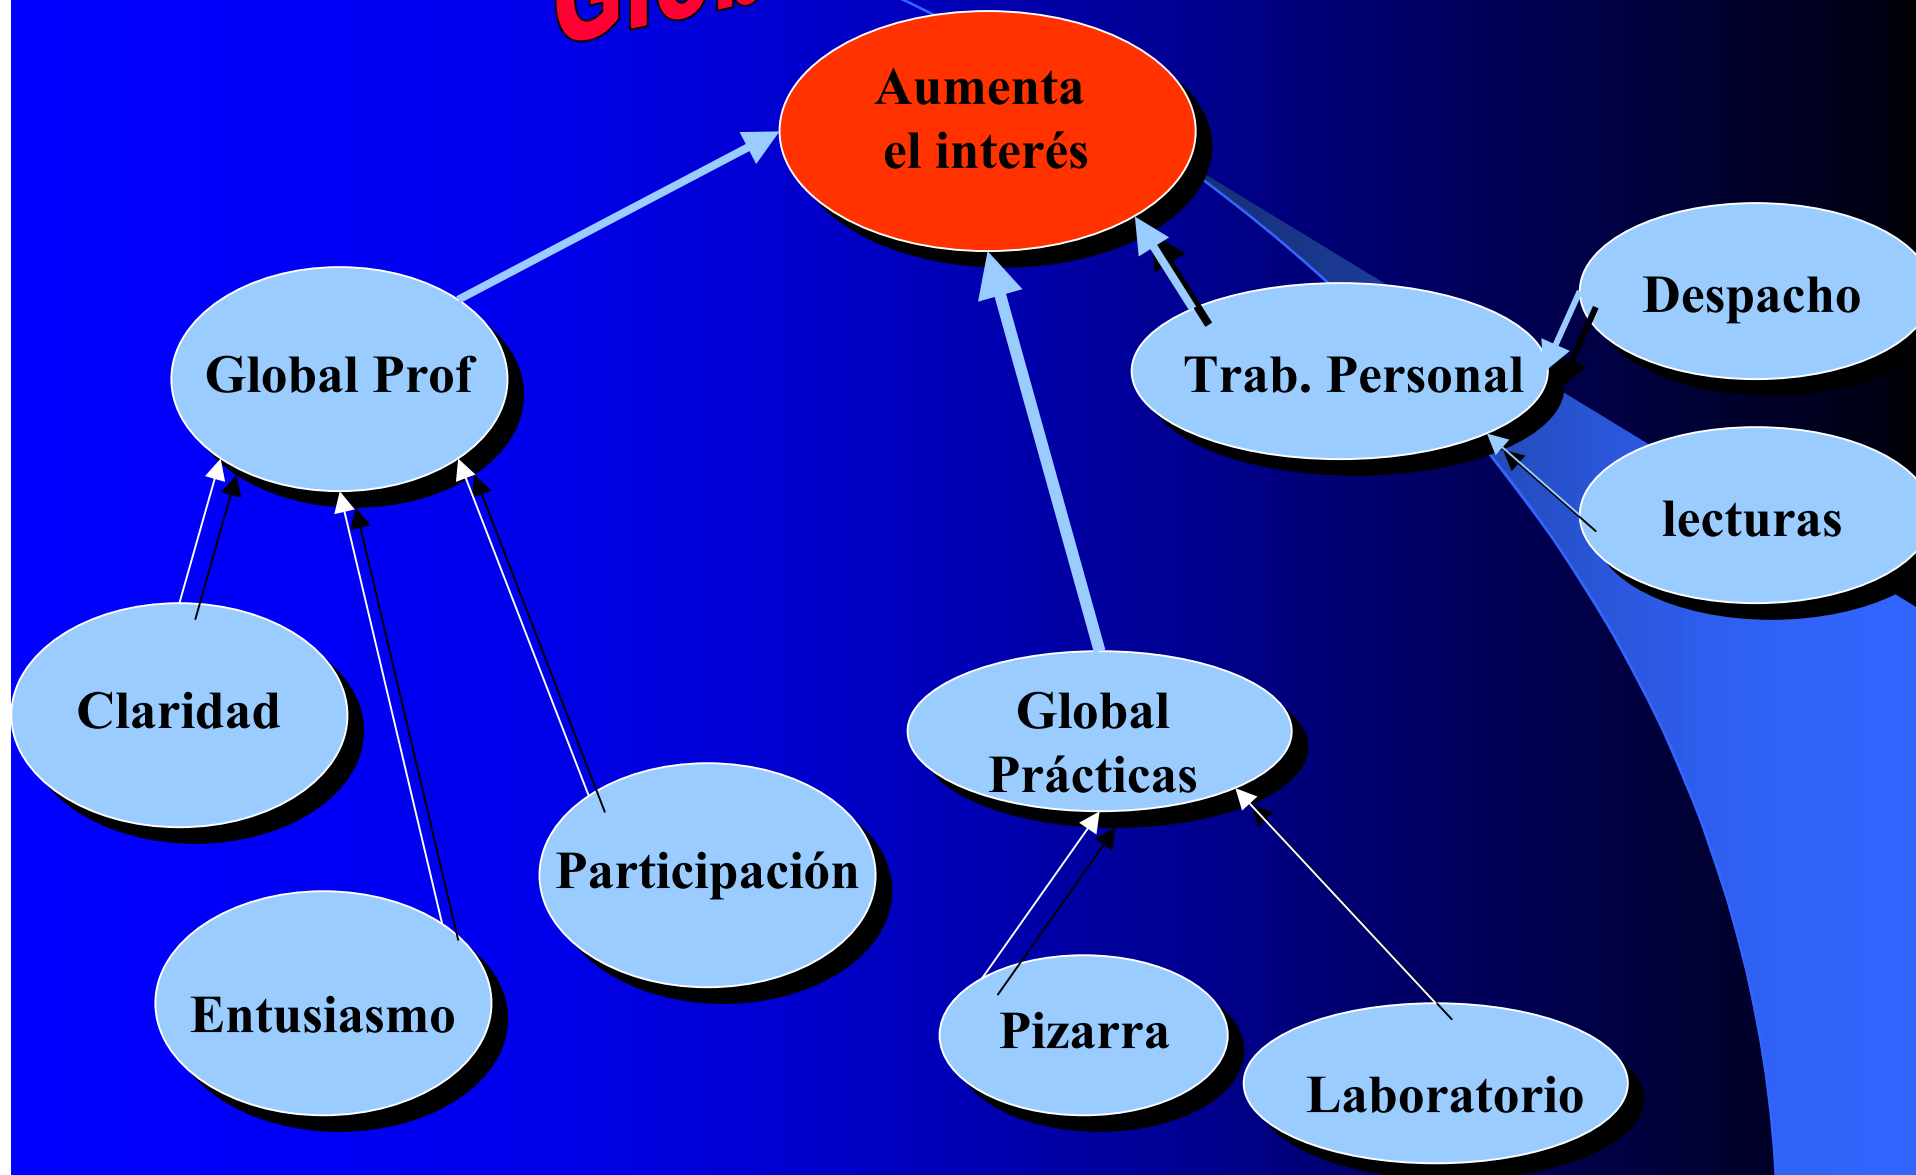 Aumenta
el interés
Despacho
Global Prof
Trab. Personal
lecturas
Claridad
Global
Prácticas
Participación
Entusiasmo
Pizarra
Laboratorio